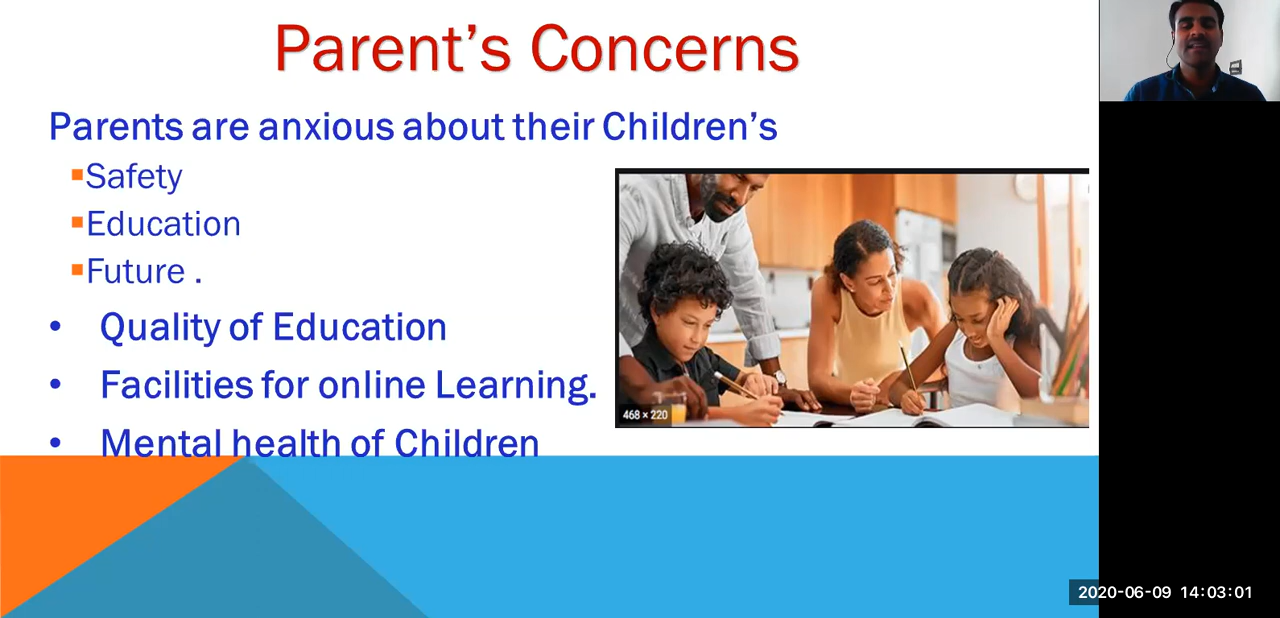 Parent's Concerns
Parents are anxious about their Children's
▪Safety
▪Education
▪Future .
• Quality of Education
• Facilities for online Learning.
• Mental health of Children
468 × 220
2020-06-09 14:03:01